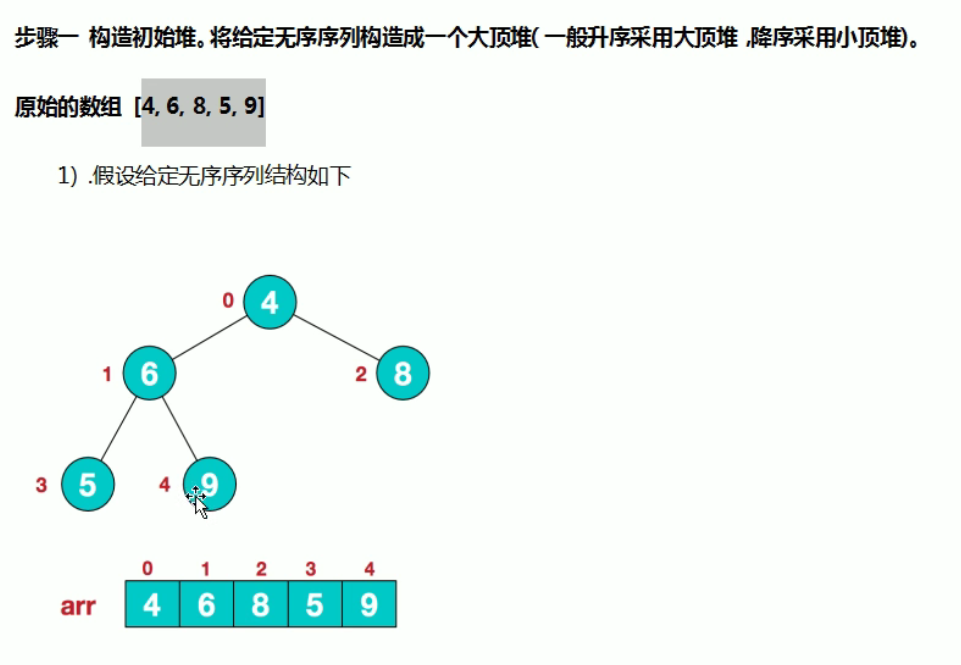 步骤一 构造初始堆。将给定无序序列构造成一个大顶堆( 一般升序采用大顶堆 ,降序采用小顶堆)。
原始的数组 [4, 6, 8, 5, 9]
1) .假设给定无序序列结构如下
0 4
1 6 2 8
3 5 4 9
0 1 2 3 4
arr 4 6 8 5 9